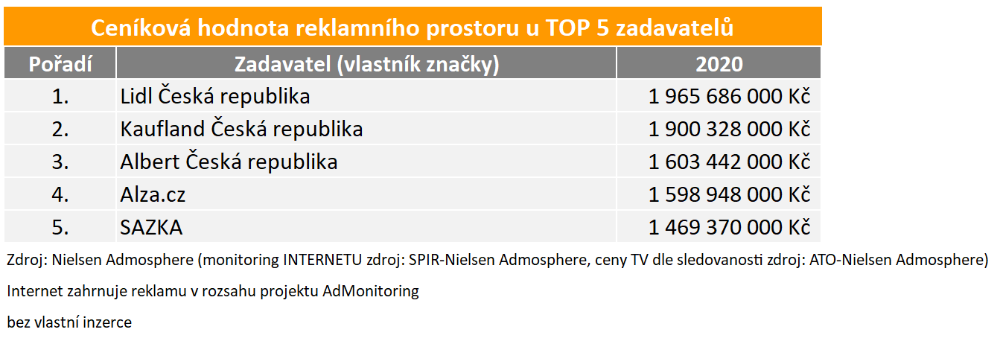 Ceníková hodnota reklamního prostoru u TOP 5 zadavatelů
Pořadí Zadavatel (vlastník značky) 2020
1. Lidl Česká republika 1 965 686 000 Kč
2. Kaufland Česká republika 1 900 328 000 Kč
3. Albert Česká republika 1 603 442 000 Kč
4. Alza.cz 1 598 948 000 Kč
5. SAZKA 1 469 370 000 Kč
Zdroj: Nielsen Admosphere (monitoring INTERNETU zdroj: SPIR-Nielsen Admosphere, ceny TV dle sledovanosti zdroj: ATO-Nielsen Admosphere)
Internet zahrnuje reklamu v rozsahu projektu AdMonitoring
bez vlastní inzerce